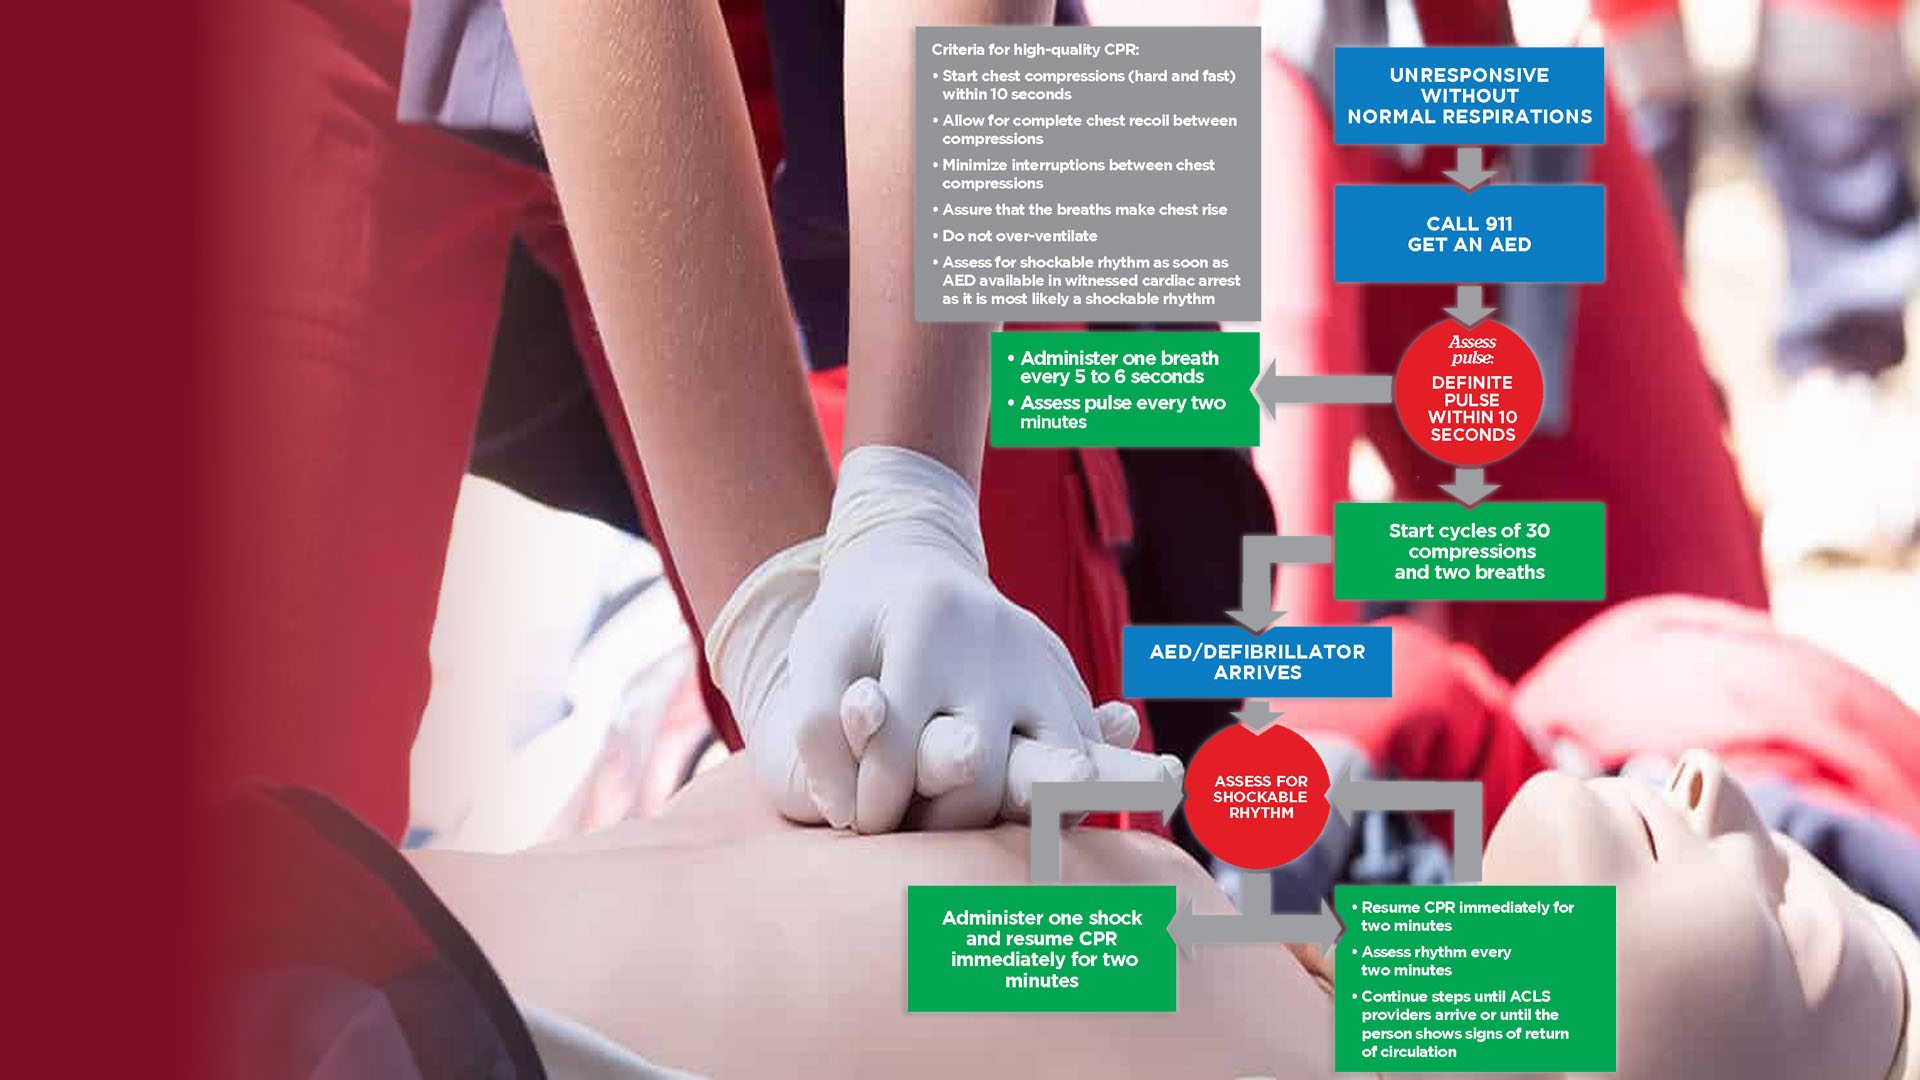 Criteria for high-quality CPR:
• Start chest compressions (hard and fast)
within 10 seconds
• Allow for complete chest recoil between
compressions
• Minimize interruptions between chest
compressions
• Assure that the breaths make chest rise
• Do not over-ventilate
• Assess for shockable rhythm as soon as
AED available in witnessed cardiac arrest
as it is most likely a shockable rhythm
UNRESPONSIVE
WITHOUT
NORMAL RESPIRATIONS
CALL 911
GET AN AED
Assess
pulse:
DEFINITE
PULSE
WITHIN 10
SECONDS
• Administer one breath
every 5 to 6 seconds
• Assess pulse every two
minutes
Start cycles of 30
compressions
and two breaths
AED/DEFIBRILLATOR
ARRIVES
ASSESS FOR
SHOCKABLE
RHYTHM
Administer one shock
and resume CPR
immediately for two
minutes
• Resume CPR immediately for
two minutes
• Assess rhythm every
two minutes
• Continue steps until ACLS
providers arrive or until the
person shows signs of return
of circulation